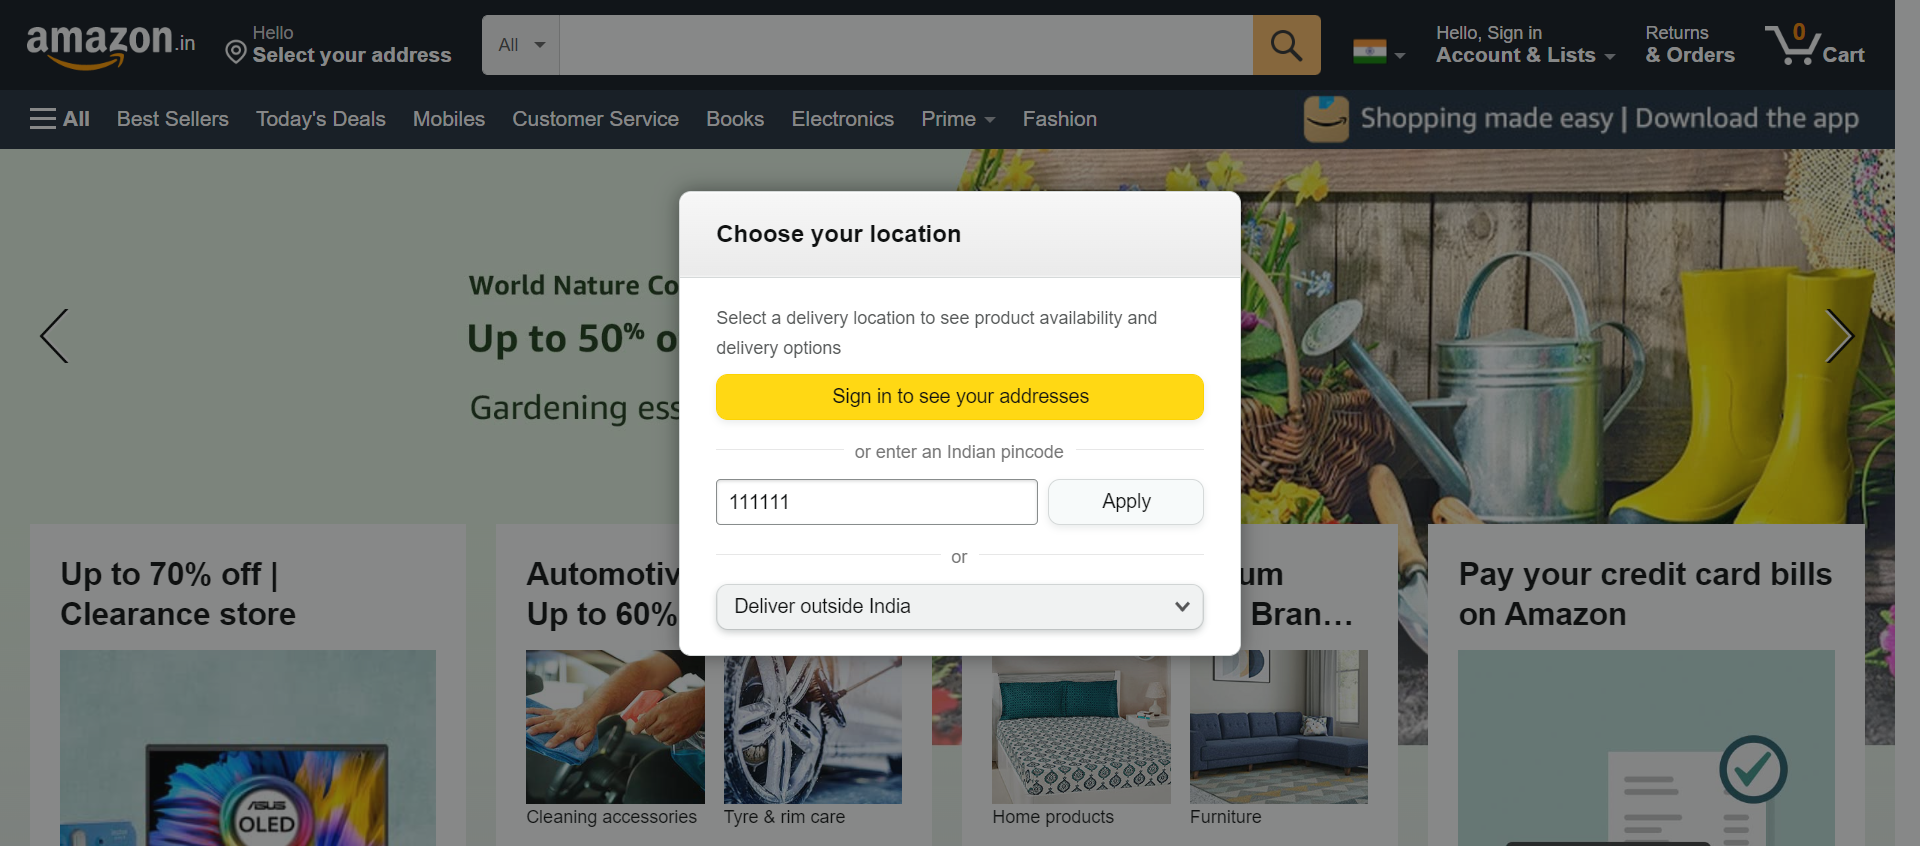 amazon.in
Hello
Select your address
All
Hello, Sign in
Account & Lists
Returns
& Orders
0
Cart
All
Best Sellers
Today's Deals
Mobiles
Customer Service
Books
Electronics
Prime
Fashion
Shopping made easy | Download the app
World Nature Co
Up to 50% o
Gardening ess
Choose your location
Select a delivery location to see product availability and
delivery options
Sign in to see your addresses
or enter an Indian pincode
111111
Apply
or
Deliver outside India
Up to 70% off |
Clearance store
ASUS
OLED
Automotiv
Up to 60%
Cleaning accessories
Tyre & rim care
um
Bran…
Home products
Furniture
Pay your credit card bills
on Amazon